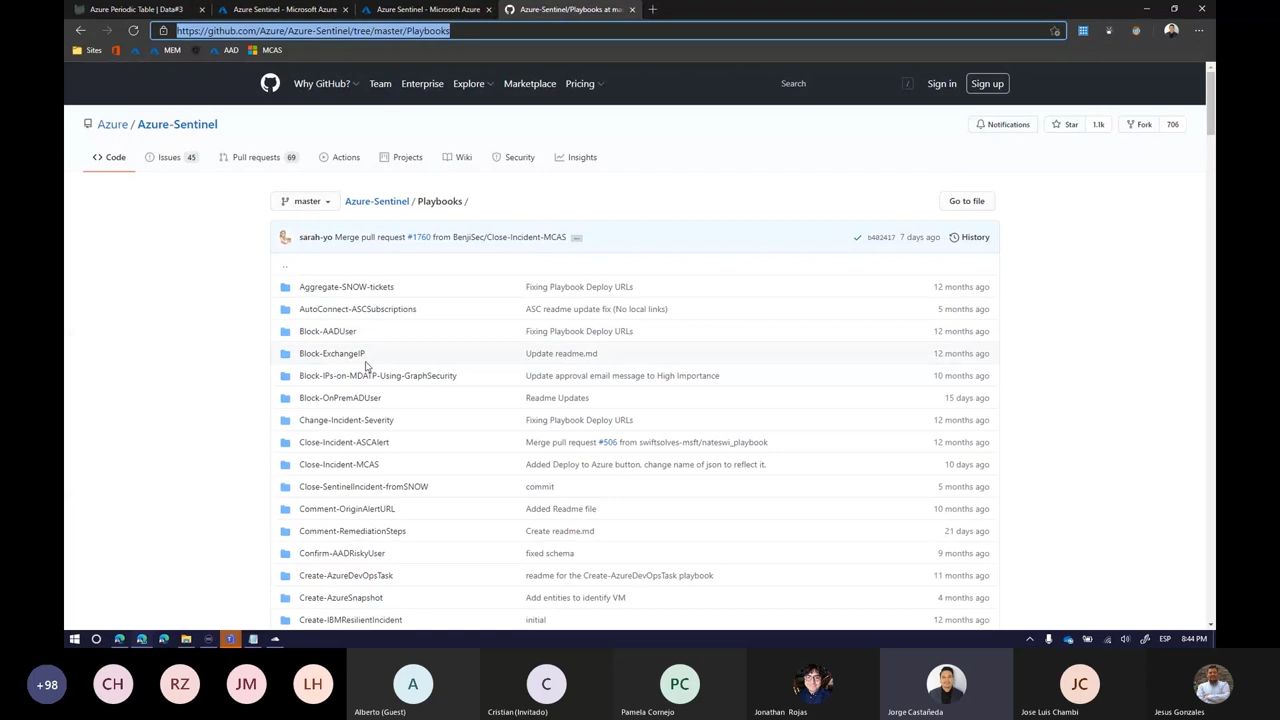 Azure Periodic Table | Data#3
Azure Sentinel - Microsoft Azure
Azure Sentinel - Microsoft Azure
Azure-Sentinel/Playbooks at ma
https://github.com/Azure/Azure-Sentinel/tree/master/Playbooks
Sites
MEM
AAD
MCAS
Why GitHub?
Team
Enterprise
Explore
Marketplace
Pricing
Search
/
Sign in
Sign up
Azure / Azure-Sentinel
Notifications
Star
1.1k
Fork
706
Code
Issues 45
Pull requests 69
Actions
Projects
Wiki
Security
Insights
master
Azure-Sentinel / Playbooks /
Go to file
sarah-yo Merge pull request #1760 from BenjiSec/Close-Incident-MCAS
b402417 7 days ago
History
..
Aggregate-SNOW-tickets Fixing Playbook Deploy URLs 12 months ago
AutoConnect-ASCSubscriptions ASC readme update fix (No local links) 5 months ago
Block-AADUser Fixing Playbook Deploy URLs 12 months ago
Block-ExchangeIP Update readme.md 12 months ago
Block-IPs-on-MDATP-Using-GraphSecurity Update approval email message to High Importance 10 months ago
Block-OnPremADUser Readme Updates 15 days ago
Change-Incident-Severity Fixing Playbook Deploy URLs 12 months ago
Close-Incident-ASCAlert Merge pull request #506 from swiftsolves-msft/nateswi_playbook 12 months ago
Close-Incident-MCAS Added Deploy to Azure button, change name of json to reflect it. 10 days ago
Close-SentinelIncident-fromSNOW commit 5 months ago
Comment-OriginAlertURL Added Readme file 10 months ago
Comment-RemediationSteps Create readme.md 21 days ago
Confirm-AADRiskyUser fixed schema 9 months ago
Create-AzureDevOpsTask readme for the Create-AzureDevOpsTask playbook 11 months ago
Create-AzureSnapshot Add entities to identify VM 4 months ago
Create-IBMResilientIncident initial 12 months ago
ESP
8:44 PM
+98
CH
RZ
JM
LH
A
C
PC
JC
Alberto (Guest)
Cristian (Invitado)
Pamela Cornejo
Jonathan Rojas
Jorge Castañeda
Jose Luis Chambi
Jesus Gonzales